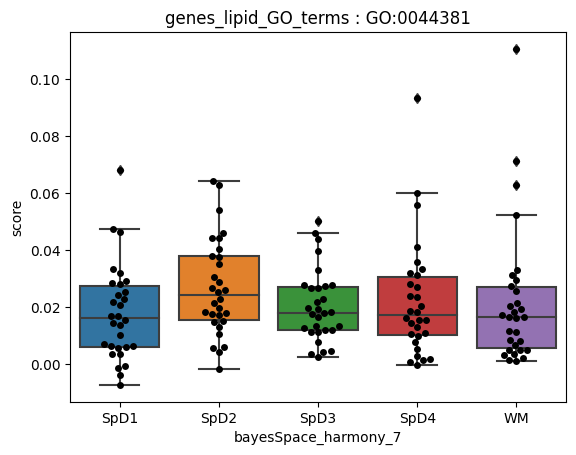 genes_lipid_GO_terms : GO:0044381
score
0.10
0.08
0.06
0.04
0.02
0.00
SpD1 SpD2 SpD3 SpD4 WM
bayesSpace_harmony_7